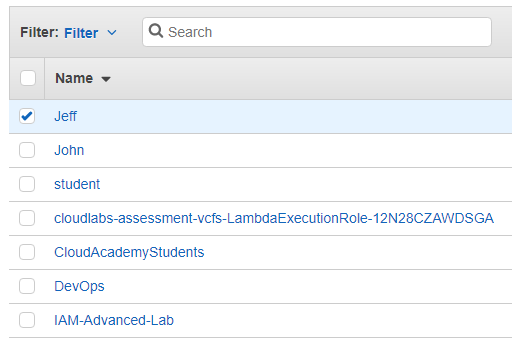 Filter: Filter
Search
Name
Jeff
John
student
cloudlabs-assessment-vcfs-LambdaExecutionRole-12N28CZAWDSGA
CloudAcademyStudents
DevOps
IAM-Advanced-Lab